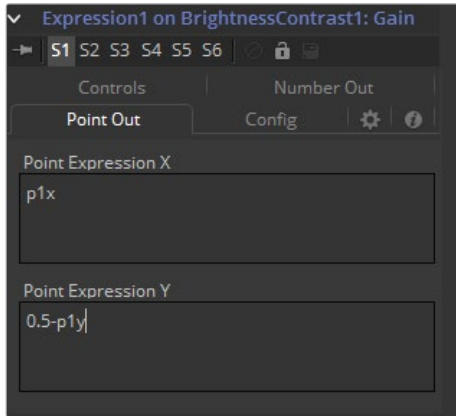 Expression1 on BrightnessContrast1: Gain
S1 S2 S3 S4 S5 S6
Controls Number Out
Point Out Config
Point Expression X
p1x
Point Expression Y
0.5-p1y